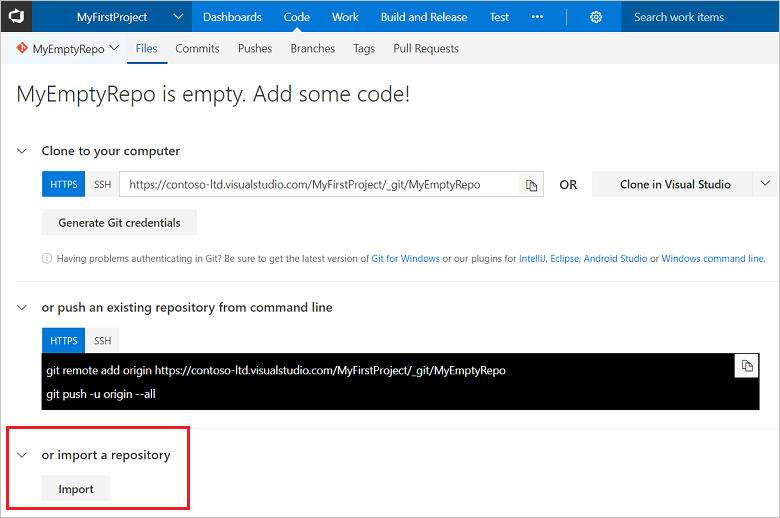 MyFirstProject Dashboards Code Work Build and Release Test ••• Search work items
MyEmptyRepo Files Commits Pushes Branches Tags Pull Requests
MyEmptyRepo is empty. Add some code!
Clone to your computer
HTTPS SSH https://contoso-ltd.visualstudio.com/MyFirstProject/_git/MyEmptyRepo OR Clone in Visual Studio
Generate Git credentials
Having problems authenticating in Git? Be sure to get the latest version of Git for Windows or our plugins for IntelliJ, Eclipse, Android Studio or Windows command line.
or push an existing repository from command line
HTTPS SSH
git remote add origin https://contoso-ltd.visualstudio.com/MyFirstProject/_git/MyEmptyRepo
git push -u origin --all
or import a repository
Import